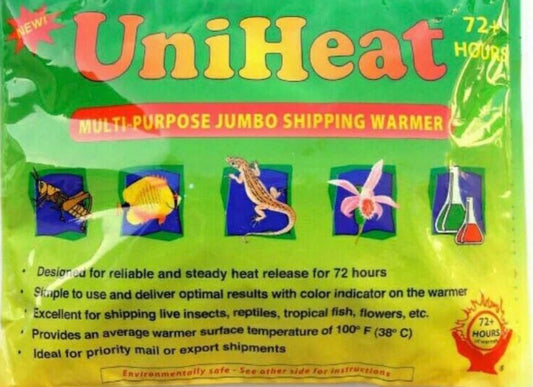 NEW!
UniHeat
72+
HOURS
MULTI-PURPOSE JUMBO SHIPPING WARMER
• Designed for reliable and steady heat release for 72 hours
• Simple to use and deliver optimal results with color indicator on the warmer
• Excellent for shipping live insects, reptiles, tropical fish, flowers, etc.
• Provides an average warmer surface temperature of 100° F (38° C)
• Ideal for priority mail or export shipments
72+
HOURS
of warmth
Environmentally safe - See other side for instructions